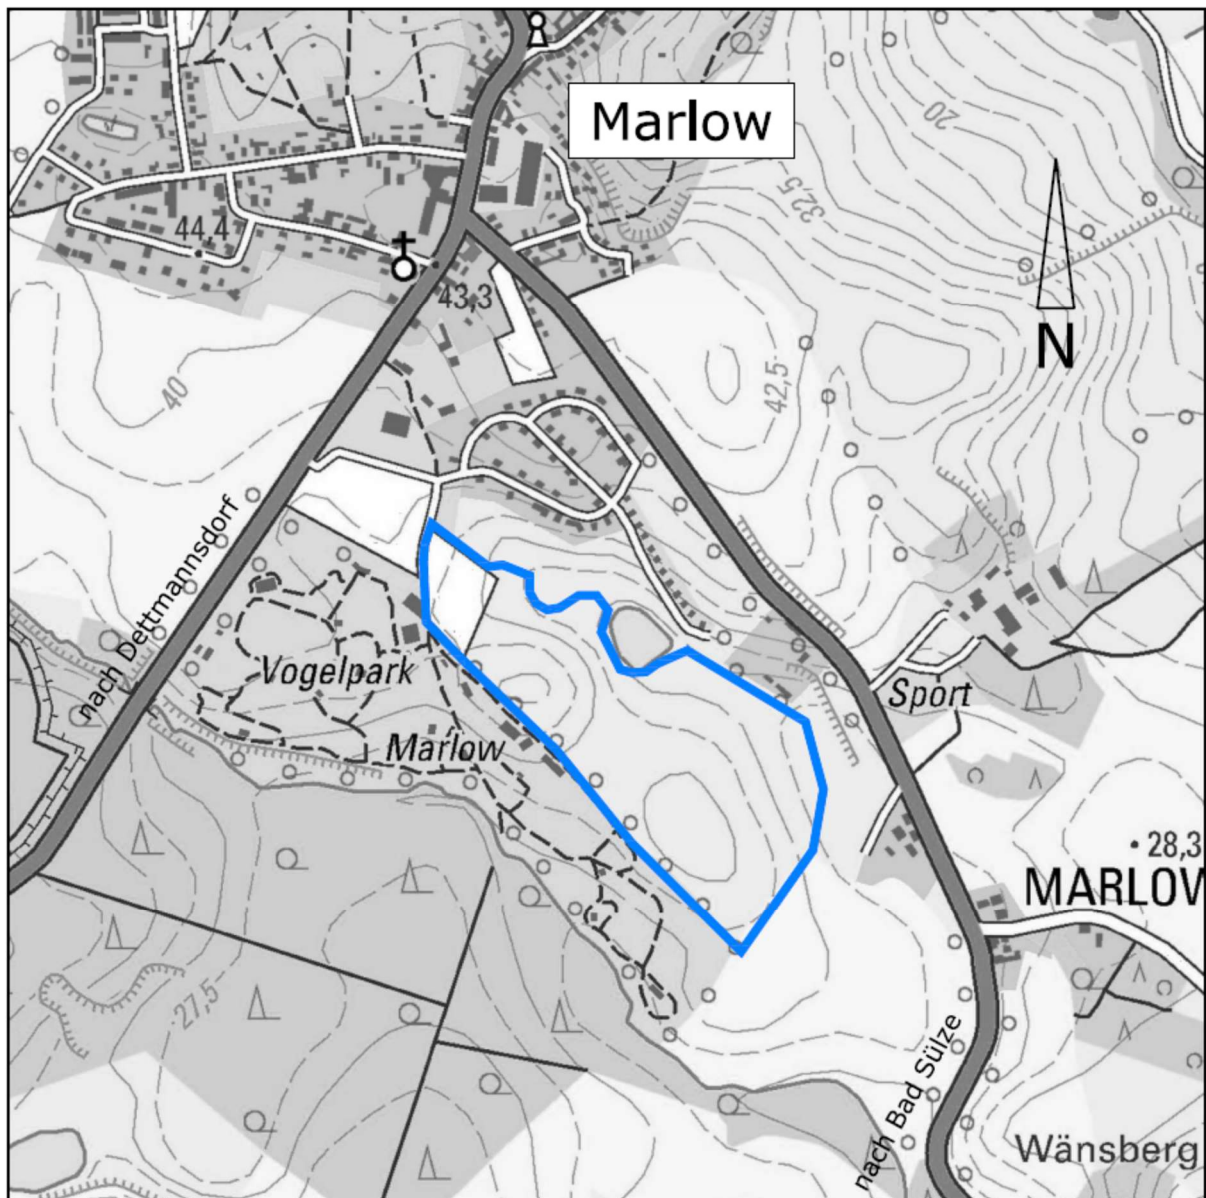 Marlow
20
32,5
44,4
43,3
N
40
42,5
nach Dettmannsdorf
Vogelpark
Marlow
Sport
28,3
MARLOW
27,5
nach Bad Sülze
Wänsberg